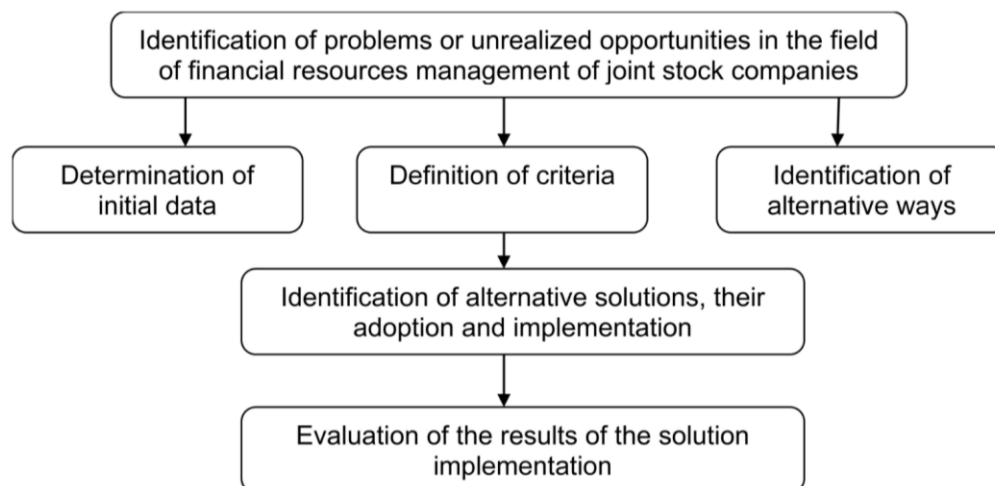 Identification of problems or unrealized opportunities in the field
of financial resources management of joint stock companies
Determination of
initial data
Definition of criteria
Identification of
alternative ways
Identification of alternative solutions, their
adoption and implementation
Evaluation of the results of the solution
implementation